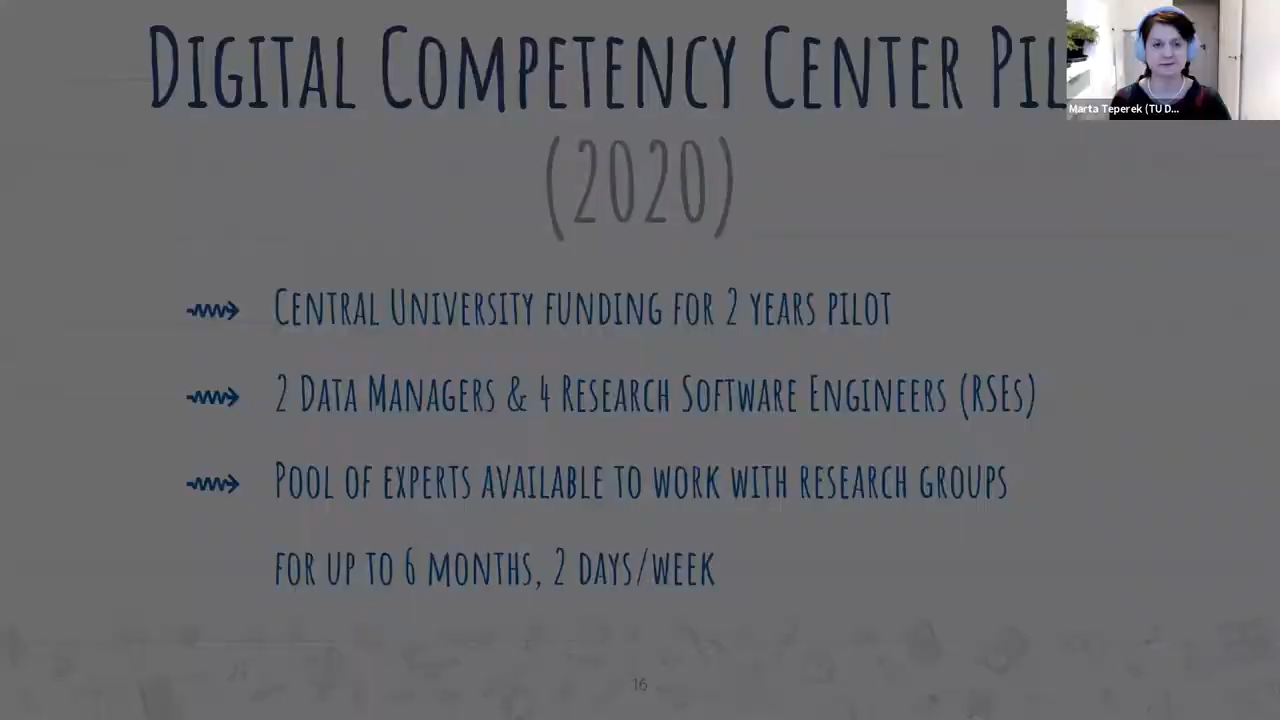 DIGITAL COMPETENCY CENTER PIL
Marta Teperek (TU D...
(2020)
CENTRAL UNIVERSITY FUNDING FOR 2 YEARS PILOT
2 DATA MANAGERS & 4 RESEARCH SOFTWARE ENGINEERS (RSEs)
POOL OF EXPERTS AVAILABLE TO WORK WITH RESEARCH GROUPS
FOR UP TO 6 MONTHS, 2 DAYS/WEEK
16